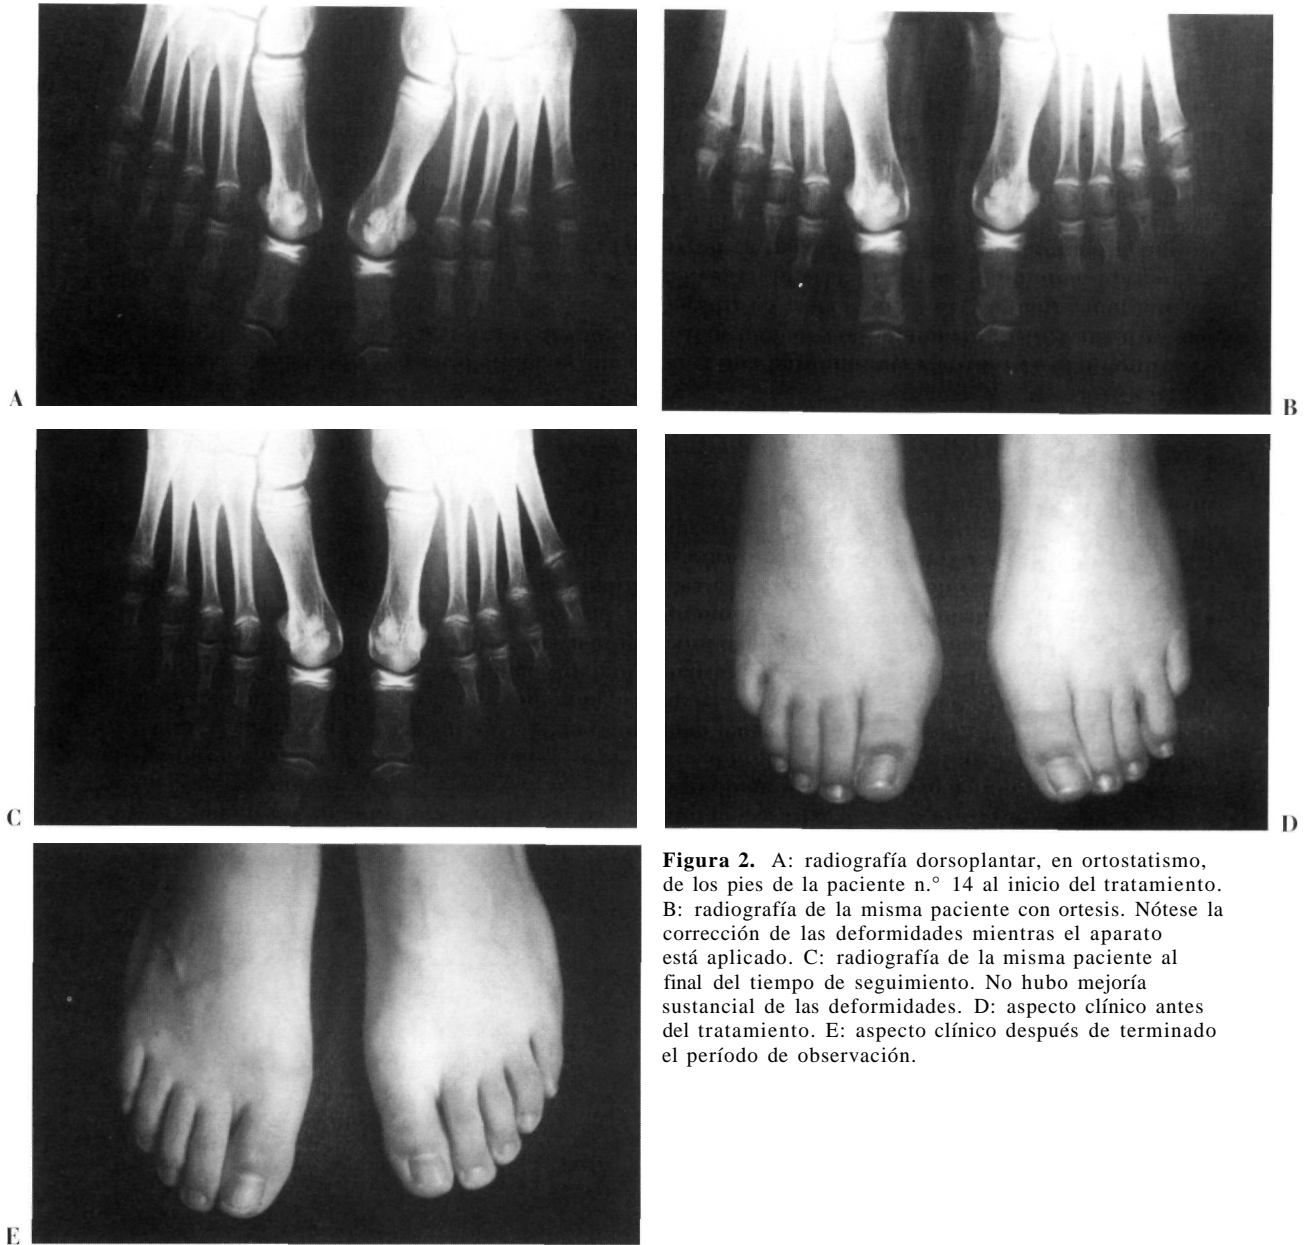 A
B
C
D
Figura 2. A: radiografía dorsoplantar, en ortostatismo,
de los pies de la paciente n.° 14 al inicio del tratamiento.
B: radiografía de la misma paciente con ortesis. Nótese la
corrección de las deformidades mientras el aparato
está aplicado. C: radiografía de la misma paciente al
final del tiempo de seguimiento. No hubo mejoría
sustancial de las deformidades. D: aspecto clínico antes
del tratamiento. E: aspecto clínico después de terminado
el período de observación.
E